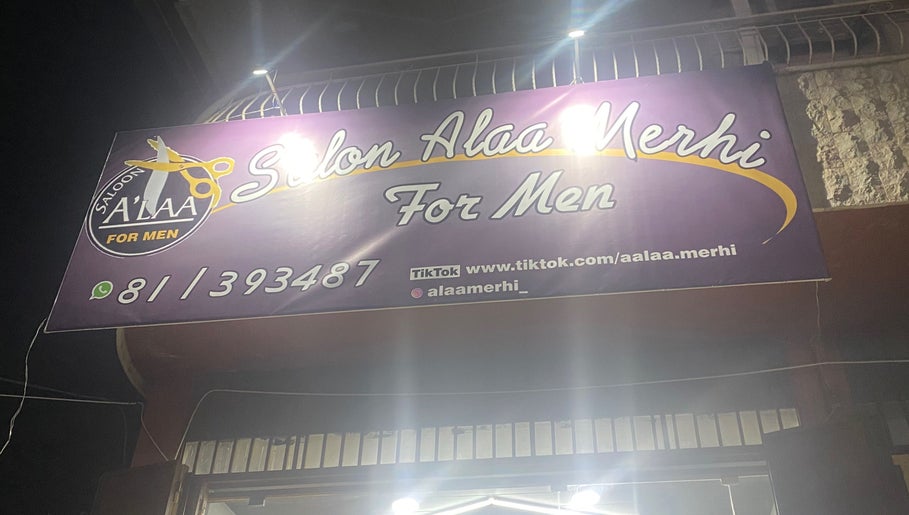 SALOON
A'LAA
FOR MEN
Salon Alaa Merhi
For Men
81/393487
TikTok www.tiktok.com/aalaa.merhi
alaamerhi_